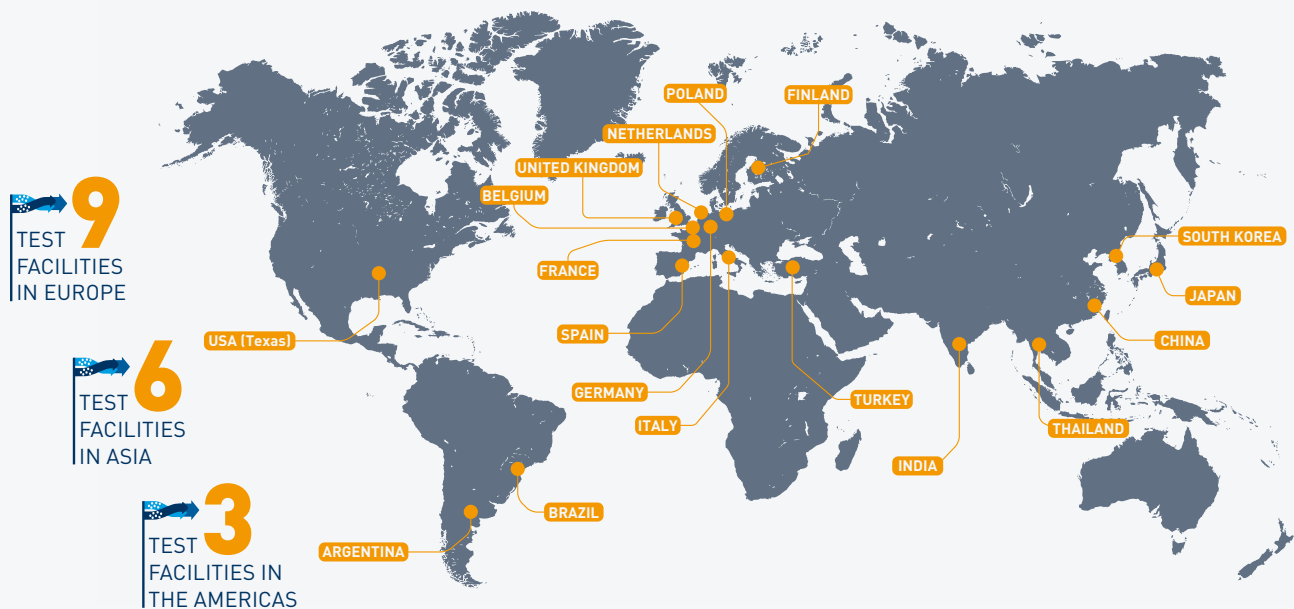 9
TEST
FACILITIES
IN EUROPE
6
TEST
FACILITIES
IN ASIA
3
TEST
FACILITIES IN
THE AMERICAS
POLAND
FINLAND
NETHERLANDS
UNITED KINGDOM
BELGIUM
FRANCE
SPAIN
GERMANY
ITALY
TURKEY
USA (Texas)
BRAZIL
ARGENTINA
SOUTH KOREA
JAPAN
CHINA
THAILAND
INDIA